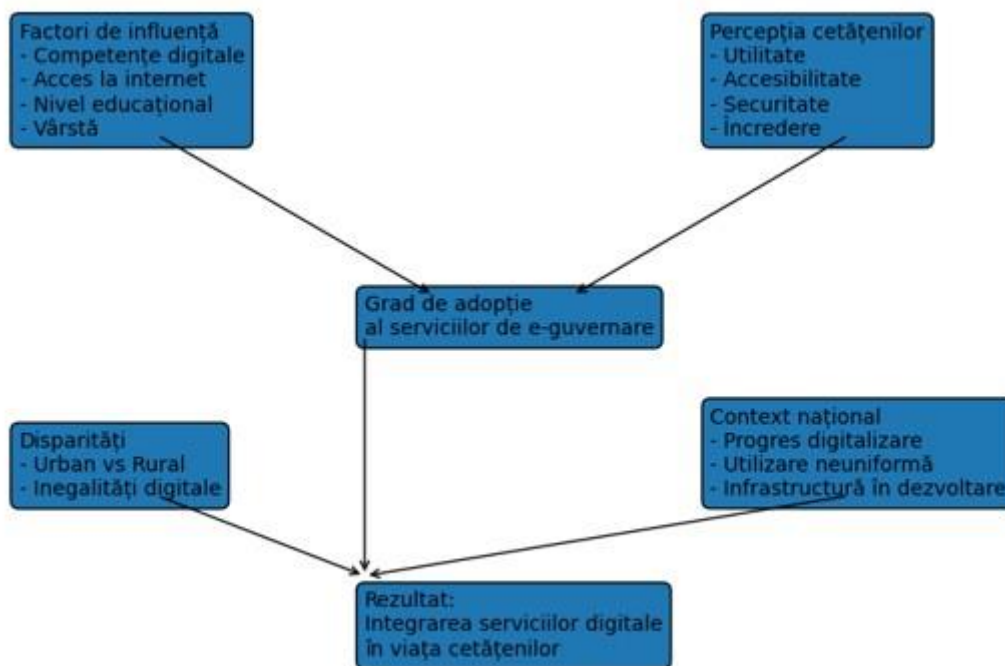 Factori de influență
- Competențe digitale
- Acces la internet
- Nivel educațional
- Vârstă
Percepția cetățenilor
- Utilitate
- Accesibilitate
- Securitate
- Încredere
Grad de adopție
al serviciilor de e-guvernare
Disparități
- Urban vs Rural
- Inegalități digitale
Context național
- Progres digitalizare
- Utilizare neuniformă
- Infrastructură în dezvoltare
Rezultat:
Integrarea serviciilor digitale
în viața cetățenilor